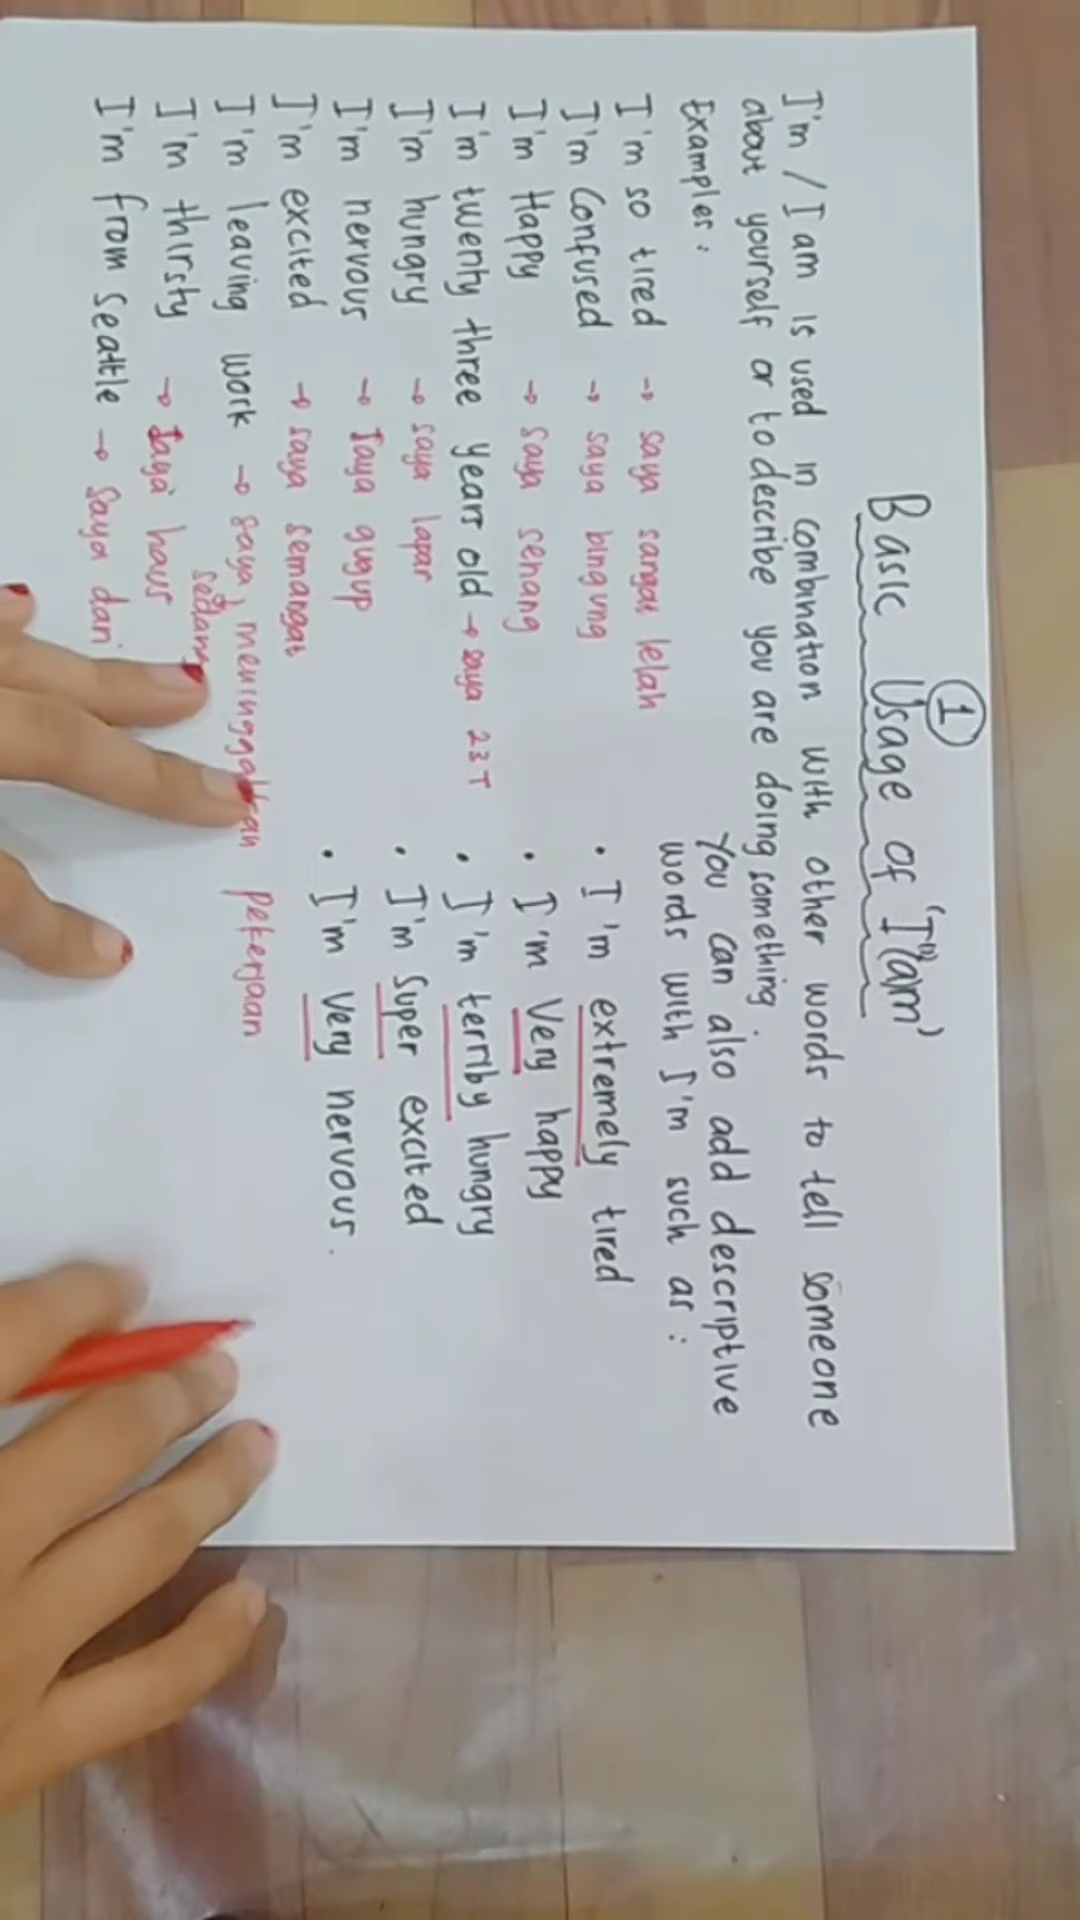 1
Basic Usage of 'I(m) am'
I'm / I am is used in combination with other words to tell someone
about yourself or to describe you are doing something.
Examples:
I'm so tired → saya sangat lelah
I'm Confused → saya bingung
I'm Happy → saya senang
I'm twenty three years old → saya 23 T
I'm hungry → saya lapar
I'm nervous → saya gugup
I'm excited → saya semangat
I'm leaving work → saya meninggalkan pekerjaan
sedang
I'm thirsty → saya haus
I'm from Seattle → saya dari
You can also add descriptive
words with I'm such as:
• I'm extremely tired
• I'm Very happy
• I'm terribly hungry
• I'm Super excited
• I'm Very nervous.